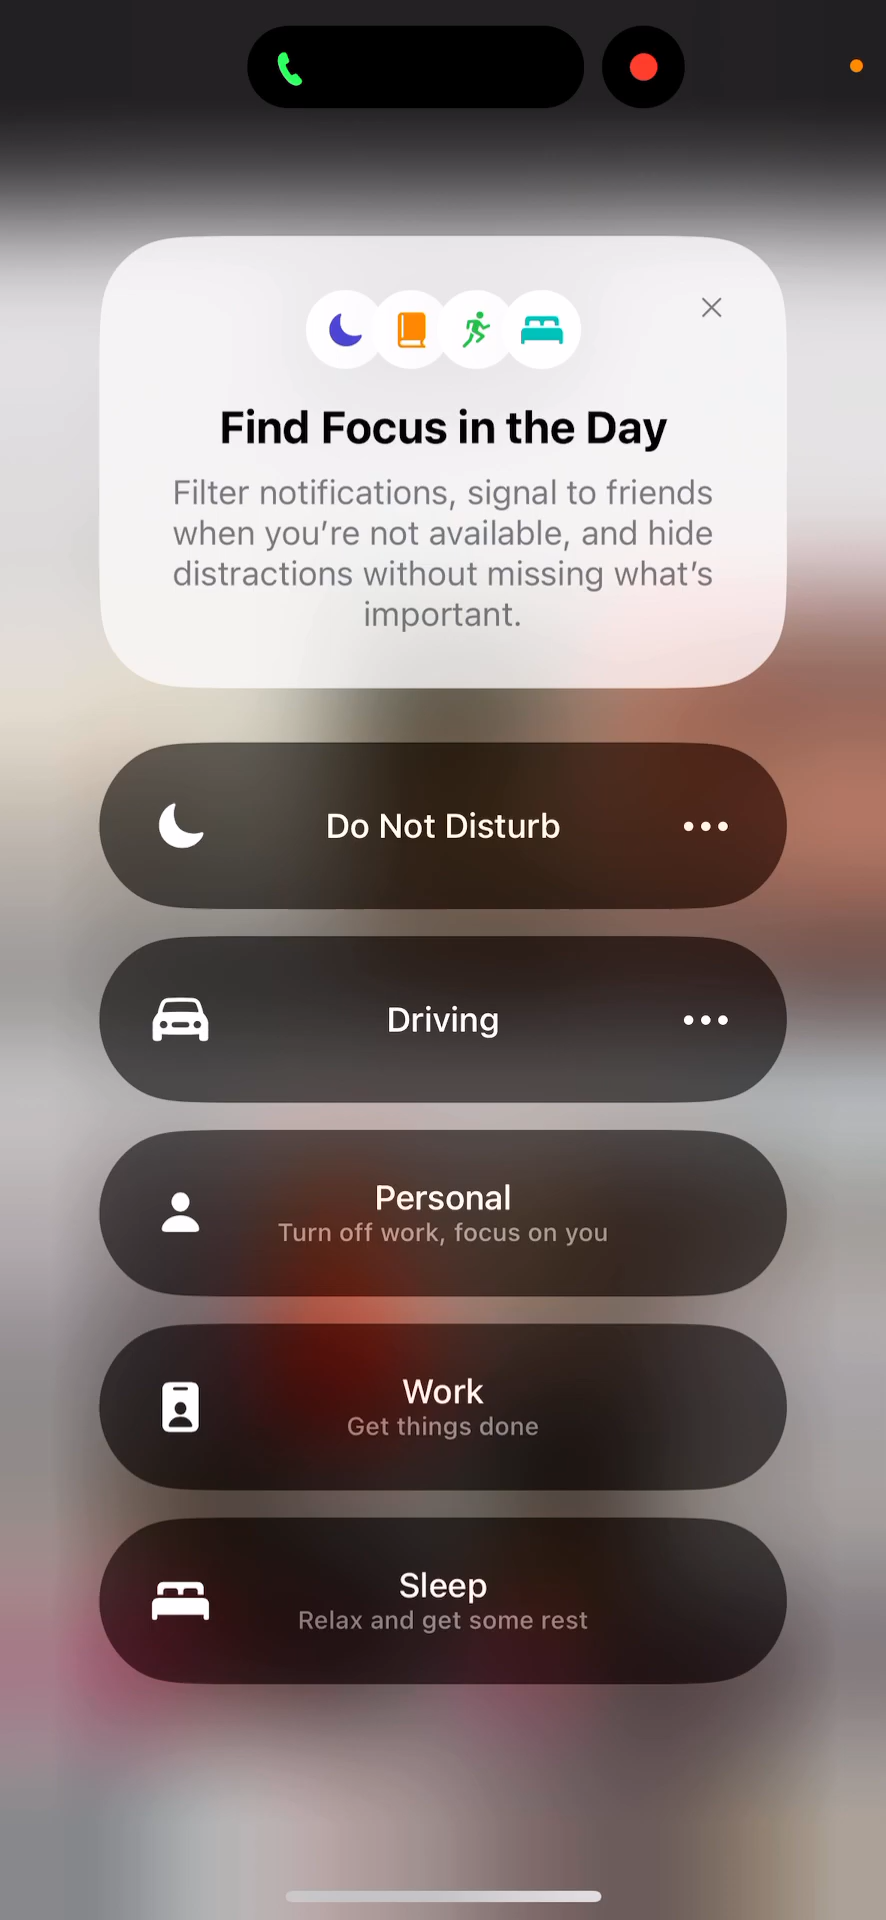 Find Focus in the Day
Filter notifications, signal to friends
when you’re not available, and hide
distractions without missing what’s
important.
Do Not Disturb
Driving
Personal
Turn off work, focus on you
Work
Get things done
Sleep
Relax and get some rest